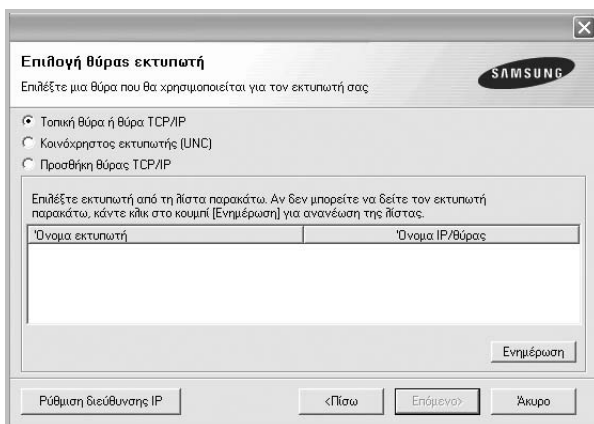 Επιλογή θύρας εκτυπωτή
Επιλέξτε μια θύρα που θα χρησιμοποιείται για τον εκτυπωτή σας
SAMSUNG
Τοπική θύρα ή θύρα TCP/IP
Κοινόχρηστος εκτυπωτής (UNC)
Προσθήκη θύρας TCP/IP
Επιλέξτε εκτυπωτή από τη λίστα παρακάτω. Αν δεν μπορείτε να δείτε τον εκτυπωτή
παρακάτω, κάντε κλικ στο κουμπί [Ενημέρωση] για ανανέωση της λίστας.
Όνομα εκτυπωτή Όνομα IP/θύρας
Ενημέρωση
Ρύθμιση διεύθυνσης IP <Πίσω Επόμενο> Άκυρο